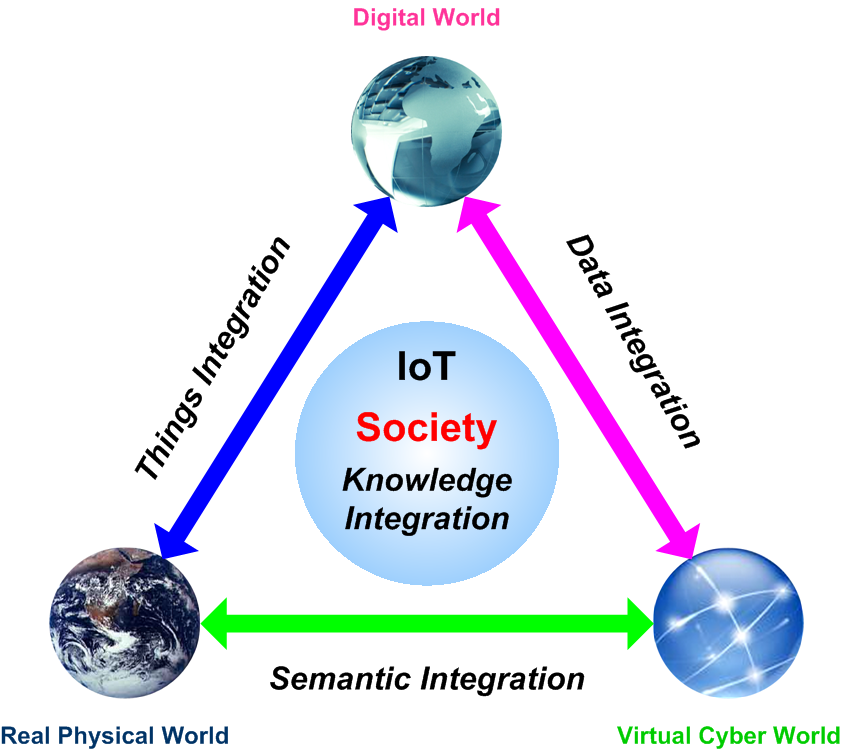 Digital World
Things Integration
Data Integration
IoT
Society
Knowledge
Integration
Semantic Integration
Real Physical World
Virtual Cyber World